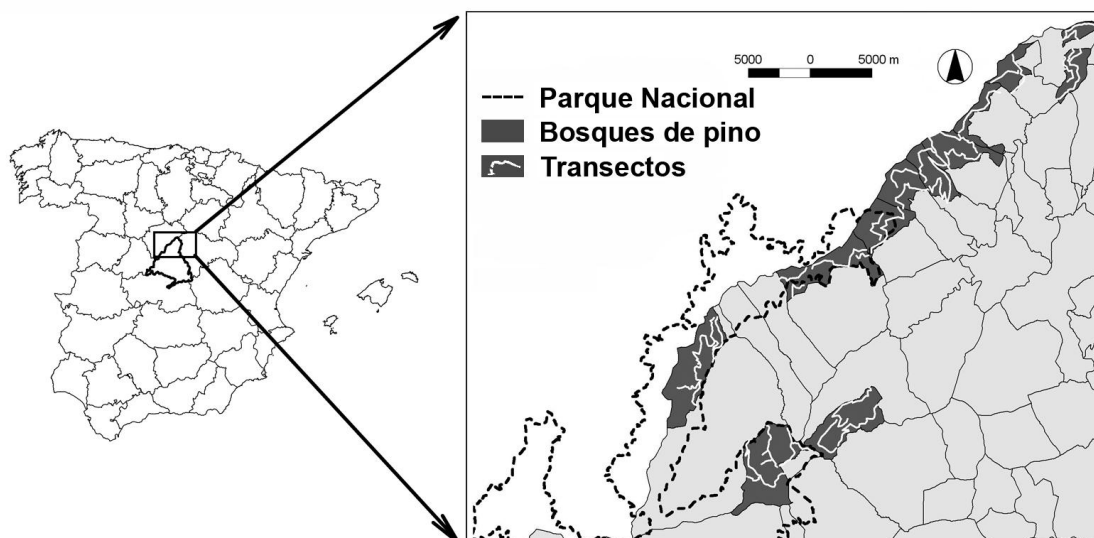 5000 0 5000 m
Parque Nacional
Bosques de pino
Transectos